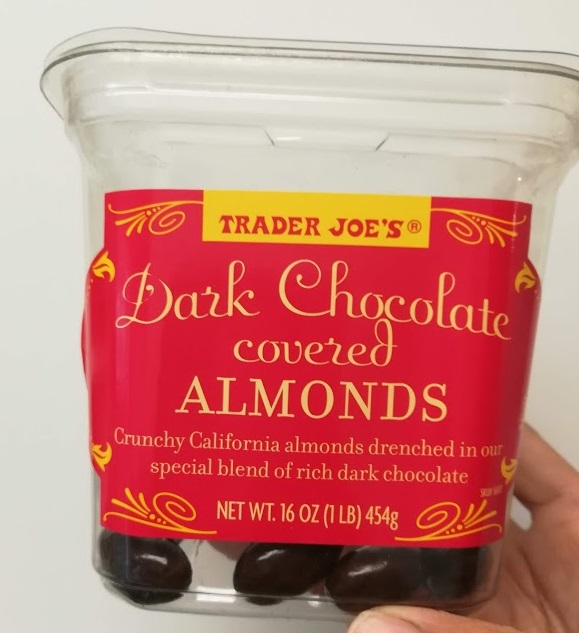 TRADER JOE'S®
Dark Chocolate
covered
ALMONDS
Crunchy California almonds drenched in our
special blend of rich dark chocolate
NET WT. 16 OZ (1 LB) 454g